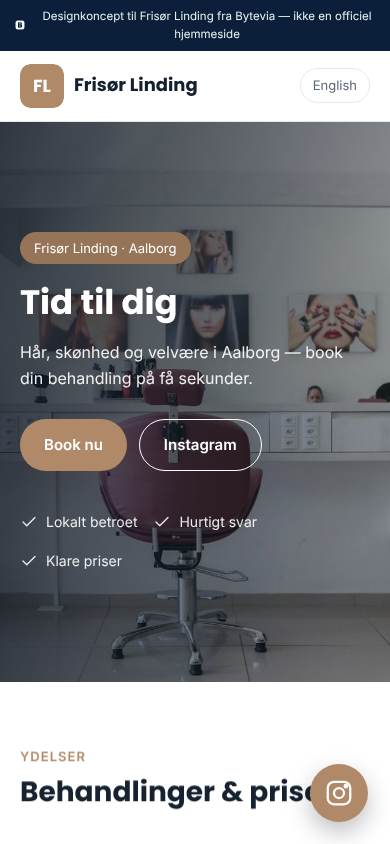 Designkoncept til Frisør Linding fra Bytevia — ikke en officiel
hjemmeside
FL Frisør Linding
English
Frisør Linding · Aalborg
Tid til dig
Hår, skønhed og velvære i Aalborg — book
din behandling på få sekunder.
Book nu
Instagram
Lokalt betroet
Hurtigt svar
Klare priser
YDELSER
Behandlinger &